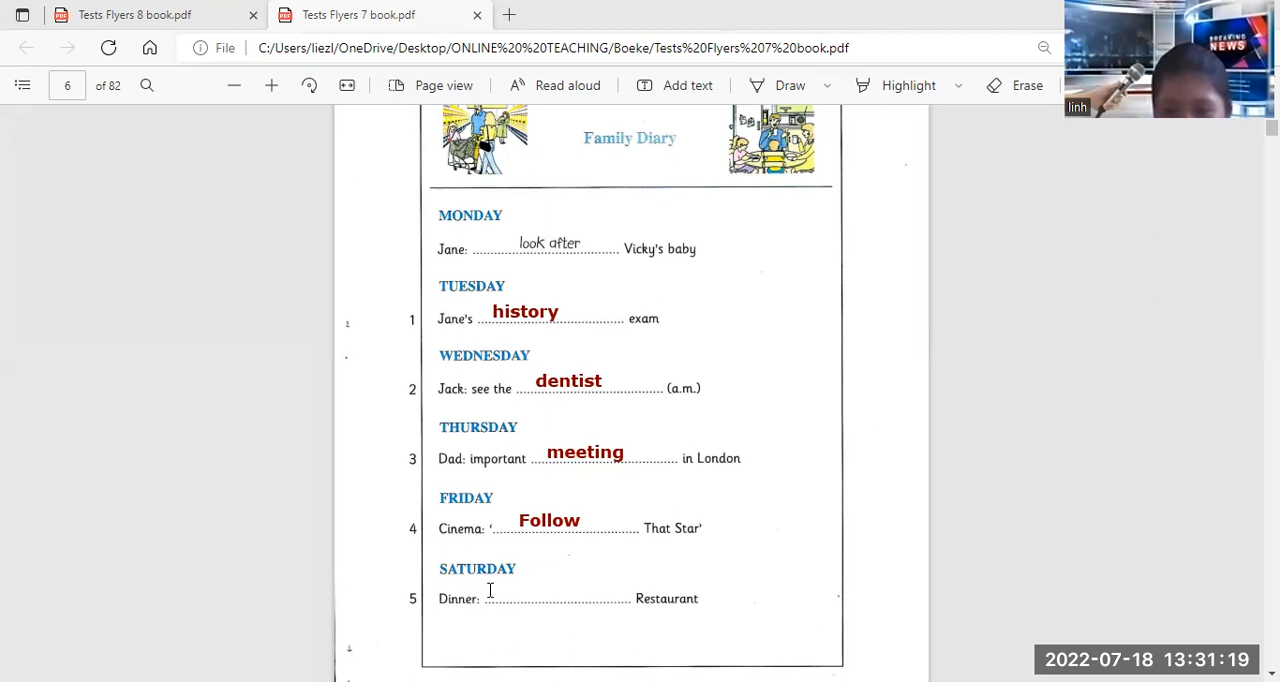 Tests Flyers 8 book.pdf
Tests Flyers 7 book.pdf
File
C:/Users/liezl/OneDrive/Desktop/ONLINE%20%20TEACHING/Boeke/Tests%20Flyers%207%20book.pdf
6 of 82
Page view
Read aloud
Add text
Draw
Highlight
Erase
BREAKING
NEWS
linh
Family Diary
MONDAY
Jane: look after Vicky's baby
TUESDAY
1 Jane's history exam
WEDNESDAY
2 Jack: see the dentist (a.m.)
THURSDAY
3 Dad: important meeting in London
FRIDAY
4 Cinema: 'Follow That Star'
SATURDAY
5 Dinner: ........................................ Restaurant
2022-07-18 13:31:19